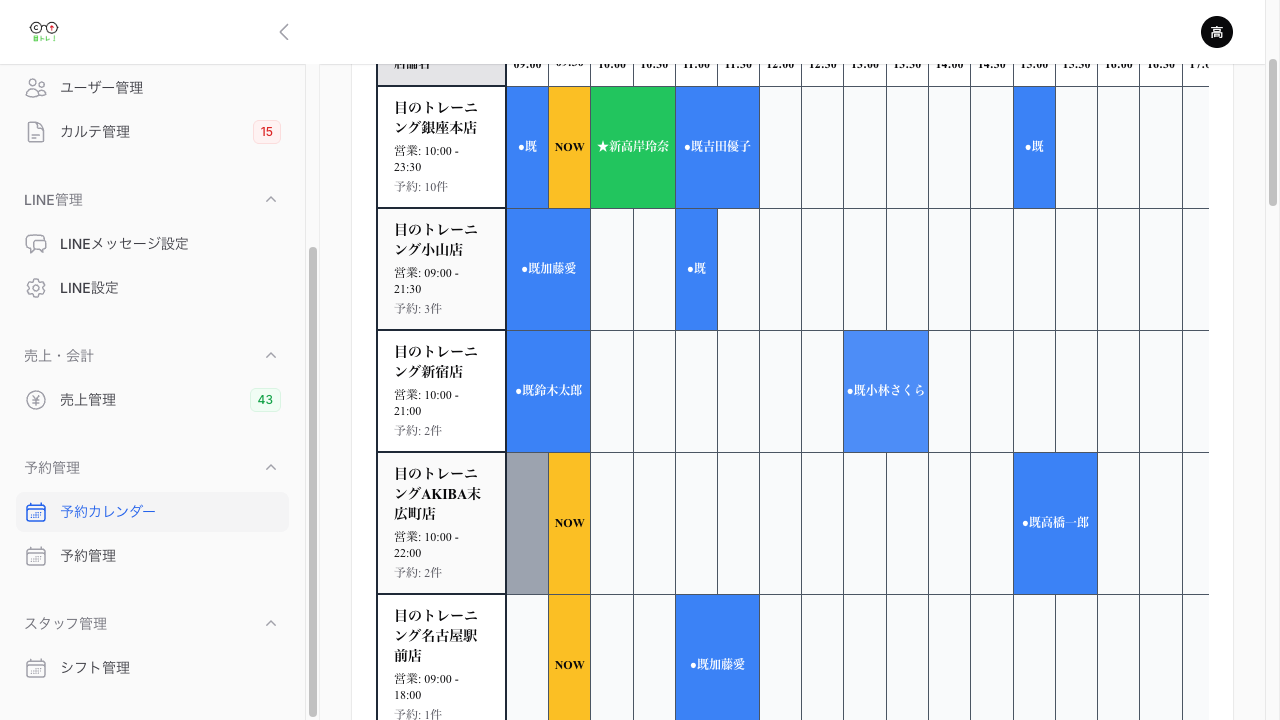 目トレ！
高
ユーザー管理
カルテ管理
15
LINE管理
LINEメッセージ設定
LINE設定
売上・会計
売上管理
43
予約管理
予約カレンダー
予約管理
スタッフ管理
シフト管理
店舗名
09:00
09:30
10:00
10:30
11:00
11:30
12:00
12:30
13:00
13:30
14:00
14:30
15:00
15:30
16:00
16:30
目のトレーニ
ング銀座本店
営業: 10:00 -
23:30
予約: 10件
●既
NOW
★新高岸玲奈
●既吉田優子
●既
目のトレーニ
ング小山店
営業: 09:00 -
21:30
予約: 3件
●既加藤愛
●既
目のトレーニ
ング新宿店
営業: 10:00 -
21:00
予約: 2件
●既鈴木太郎
●既小林さくら
目のトレーニ
ングAKIBA末
広町店
営業: 10:00 -
22:00
予約: 2件
NOW
●既高橋一郎
目のトレーニ
ング名古屋駅
前店
営業: 09:00 -
18:00
予約: 1件
NOW
●既加藤愛